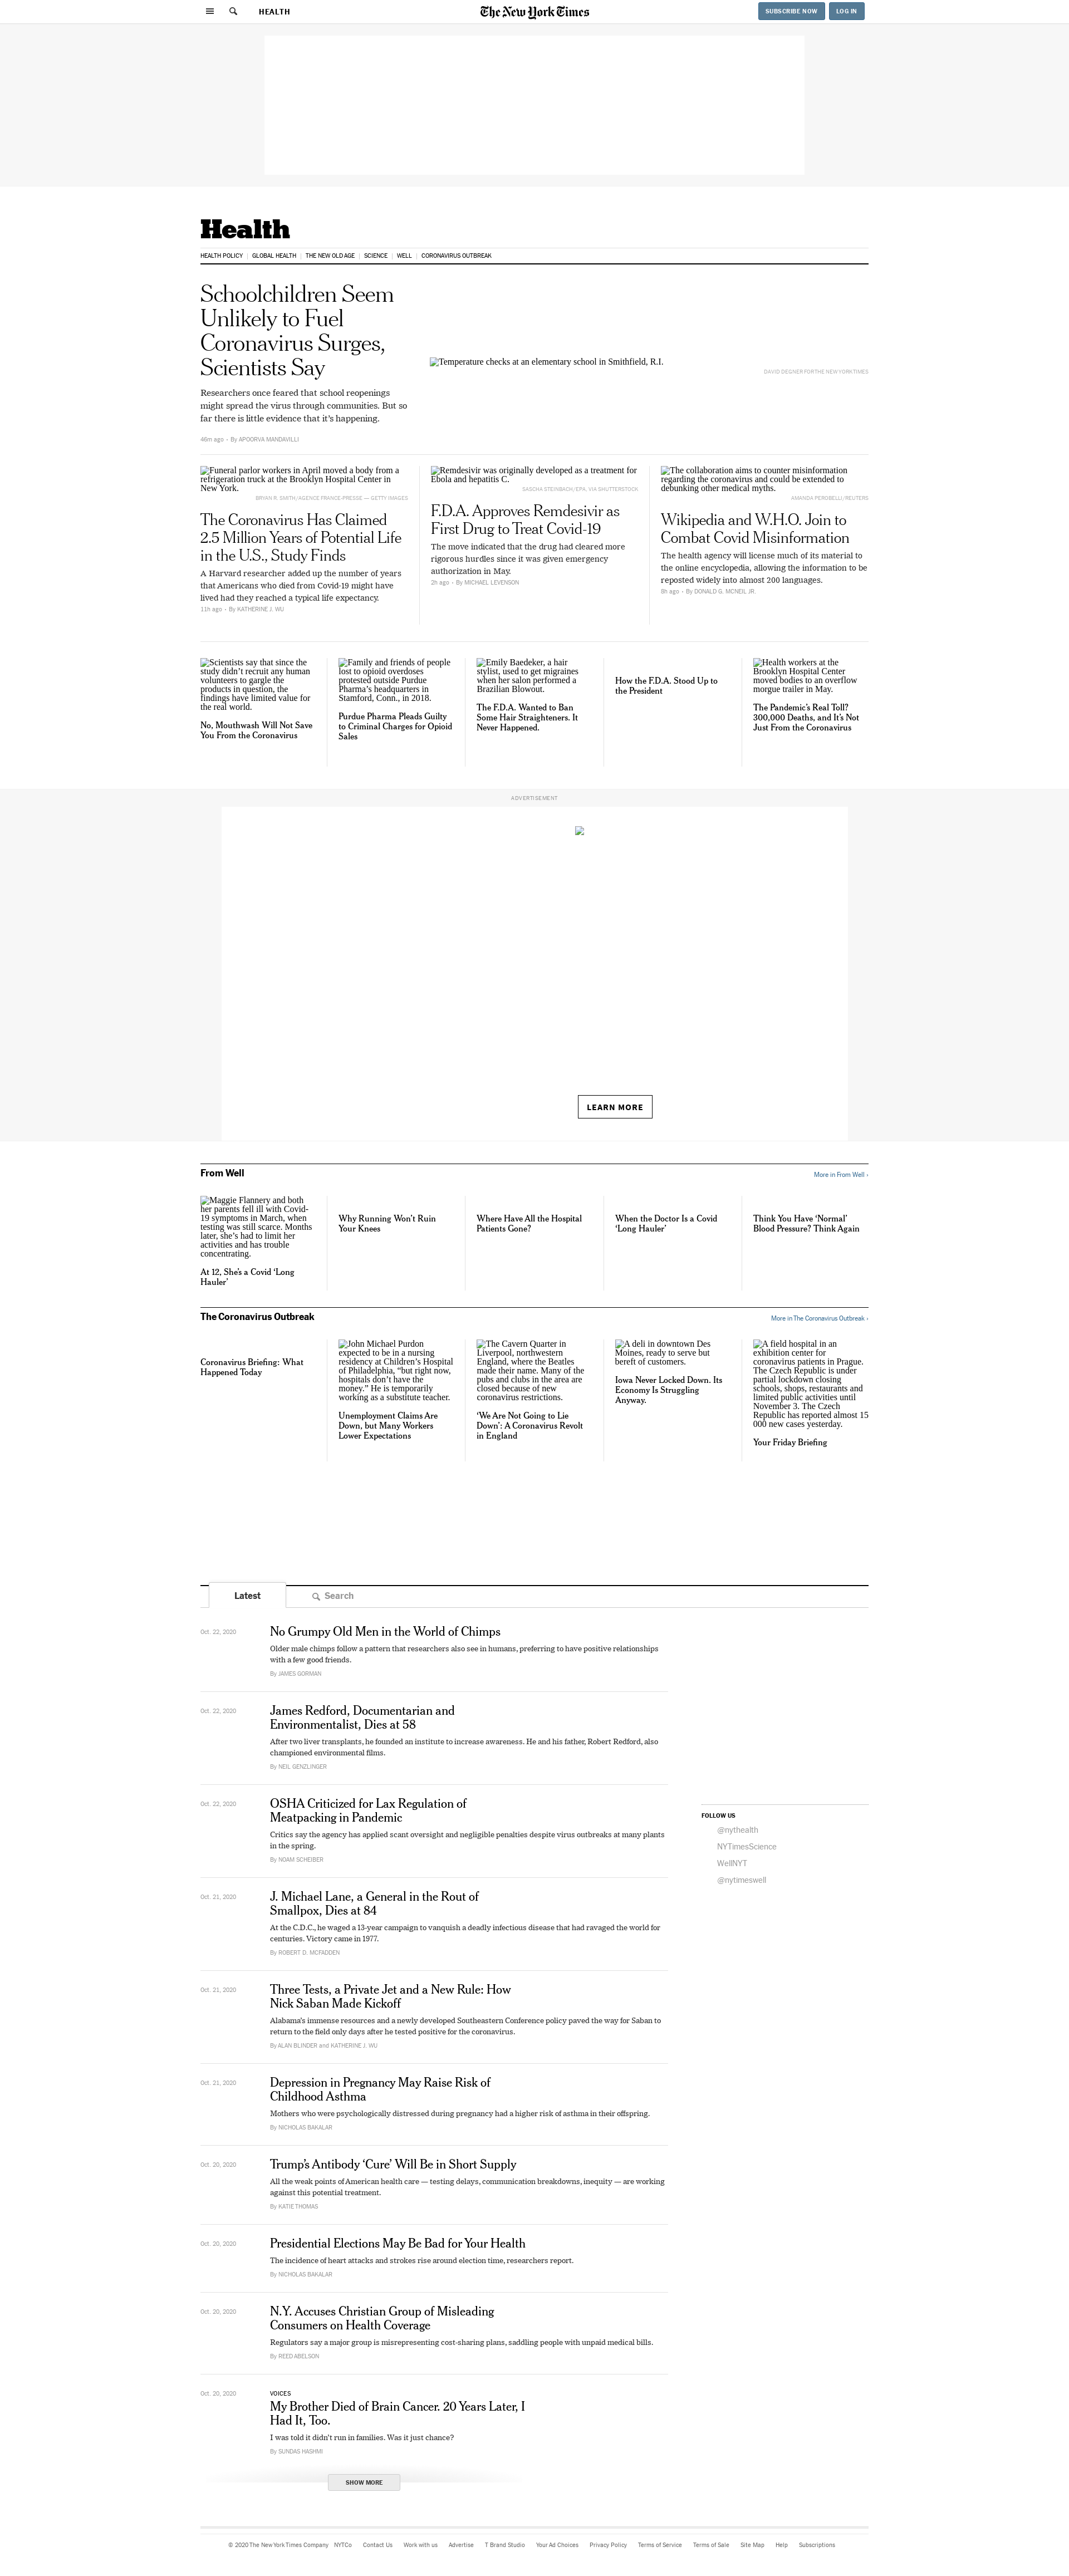 HEALTH
The New York Times
SUBSCRIBE NOW
LOG IN
Health
HEALTH POLICY
GLOBAL HEALTH
THE NEW OLD AGE
SCIENCE
WELL
CORONAVIRUS OUTBREAK
Schoolchildren Seem
Unlikely to Fuel
Coronavirus Surges,
Scientists Say
Researchers once feared that school reopenings
might spread the virus through communities. But so
far there is little evidence that it’s happening.
46m ago • By APOORVA MANDAVILLI
Temperature checks at an elementary school in Smithfield, R.I.
DAVID DEGNER FOR THE NEW YORK TIMES
Funeral parlor workers in April moved a body from a
refrigeration truck at the Brooklyn Hospital Center in
New York.
BRYAN R. SMITH/AGENCE FRANCE-PRESSE — GETTY IMAGES
The Coronavirus Has Claimed
2.5 Million Years of Potential Life
in the U.S., Study Finds
A Harvard researcher added up the number of years
that Americans who died from Covid-19 might have
lived had they reached a typical life expectancy.
11h ago • By KATHERINE J. WU
Remdesivir was originally developed as a treatment for
Ebola and hepatitis C.
SASCHA STEINBACH/EPA, VIA SHUTTERSTOCK
F.D.A. Approves Remdesivir as
First Drug to Treat Covid-19
The move indicated that the drug had cleared more
rigorous hurdles since it was given emergency
authorization in May.
2h ago • By MICHAEL LEVENSON
The collaboration aims to counter misinformation
regarding the coronavirus and could be extended to
debunking other medical myths.
AMANDA PEROBELLI/REUTERS
Wikipedia and W.H.O. Join to
Combat Covid Misinformation
The health agency will license much of its material to
the online encyclopedia, allowing the information to be
reposted widely into almost 200 languages.
8h ago • By DONALD G. MCNEIL JR.
Scientists say that since the
study didn’t recruit any human
volunteers to gargle the
products in question, the
findings have limited value for
the real world.
No, Mouthwash Will Not Save
You From the Coronavirus
Family and friends of people
lost to opioid overdoses
protested outside Purdue
Pharma’s headquarters in
Stamford, Conn., in 2018.
Purdue Pharma Pleads Guilty
to Criminal Charges for Opioid
Sales
Emily Baedeker, a hair
stylist, used to get migraines
when her salon performed a
Brazilian Blowout.
The F.D.A. Wanted to Ban
Some Hair Straighteners. It
Never Happened.
How the F.D.A. Stood Up to
the President
Health workers at the
Brooklyn Hospital Center
moved bodies to an overflow
morgue trailer in May.
The Pandemic’s Real Toll?
300,000 Deaths, and It’s Not
Just From the Coronavirus
ADVERTISEMENT
LEARN MORE
From Well
More in From Well ›
Maggie Flannery and both
her parents fell ill with Covid-
19 symptoms in March, when
testing was still scarce. Months
later, she’s had to limit her
activities and has trouble
concentrating.
At 12, She’s a Covid ‘Long
Hauler’
Why Running Won’t Ruin
Your Knees
Where Have All the Hospital
Patients Gone?
When the Doctor Is a Covid
‘Long Hauler’
Think You Have ‘Normal’
Blood Pressure? Think Again
The Coronavirus Outbreak
More in The Coronavirus Outbreak ›
Coronavirus Briefing: What
Happened Today
John Michael Purdon
expected to be in a nursing
residency at Children’s Hospital
of Philadelphia, “but right now,
hospitals don’t have the
money.” He is temporarily
working as a substitute teacher.
Unemployment Claims Are
Down, but Many Workers
Lower Expectations
The Cavern Quarter in
Liverpool, northwestern
England, where the Beatles
made their name. Many of the
pubs and clubs in the area are
closed because of new
coronavirus restrictions.
‘We Are Not Going to Lie
Down’: A Coronavirus Revolt
in England
A deli in downtown Des
Moines, ready to serve but
bereft of customers.
Iowa Never Locked Down. Its
Economy Is Struggling
Anyway.
A field hospital in an
exhibition center for
coronavirus patients in Prague.
The Czech Republic is under
partial lockdown closing
schools, shops, restaurants and
limited public activities until
November 3. The Czech
Republic has reported almost 15
000 new cases yesterday.
Your Friday Briefing
Latest
Search
Oct. 22, 2020
No Grumpy Old Men in the World of Chimps
Older male chimps follow a pattern that researchers also see in humans, preferring to have positive relationships
with a few good friends.
By JAMES GORMAN
Oct. 22, 2020
James Redford, Documentarian and
Environmentalist, Dies at 58
After two liver transplants, he founded an institute to increase awareness. He and his father, Robert Redford, also
championed environmental films.
By NEIL GENZLINGER
Oct. 22, 2020
OSHA Criticized for Lax Regulation of
Meatpacking in Pandemic
Critics say the agency has applied scant oversight and negligible penalties despite virus outbreaks at many plants
in the spring.
By NOAM SCHEIBER
FOLLOW US
@nythealth
NYTimesScience
WellNYT
@nytimeswell
Oct. 21, 2020
J. Michael Lane, a General in the Rout of
Smallpox, Dies at 84
At the C.D.C., he waged a 13-year campaign to vanquish a deadly infectious disease that had ravaged the world for
centuries. Victory came in 1977.
By ROBERT D. MCFADDEN
Oct. 21, 2020
Three Tests, a Private Jet and a New Rule: How
Nick Saban Made Kickoff
Alabama’s immense resources and a newly developed Southeastern Conference policy paved the way for Saban to
return to the field only days after he tested positive for the coronavirus.
By ALAN BLINDER and KATHERINE J. WU
Oct. 21, 2020
Depression in Pregnancy May Raise Risk of
Childhood Asthma
Mothers who were psychologically distressed during pregnancy had a higher risk of asthma in their offspring.
By NICHOLAS BAKALAR
Oct. 20, 2020
Trump’s Antibody ‘Cure’ Will Be in Short Supply
All the weak points of American health care — testing delays, communication breakdowns, inequity — are working
against this potential treatment.
By KATIE THOMAS
Oct. 20, 2020
Presidential Elections May Be Bad for Your Health
The incidence of heart attacks and strokes rise around election time, researchers report.
By NICHOLAS BAKALAR
Oct. 20, 2020
N.Y. Accuses Christian Group of Misleading
Consumers on Health Coverage
Regulators say a major group is misrepresenting cost-sharing plans, saddling people with unpaid medical bills.
By REED ABELSON
Oct. 20, 2020
VOICES
My Brother Died of Brain Cancer. 20 Years Later, I
Had It, Too.
I was told it didn’t run in families. Was it just chance?
By SUNDAS HASHMI
SHOW MORE
© 2020 The New York Times Company
NYTCo
Contact Us
Work with us
Advertise
T Brand Studio
Your Ad Choices
Privacy Policy
Terms of Service
Terms of Sale
Site Map
Help
Subscriptions